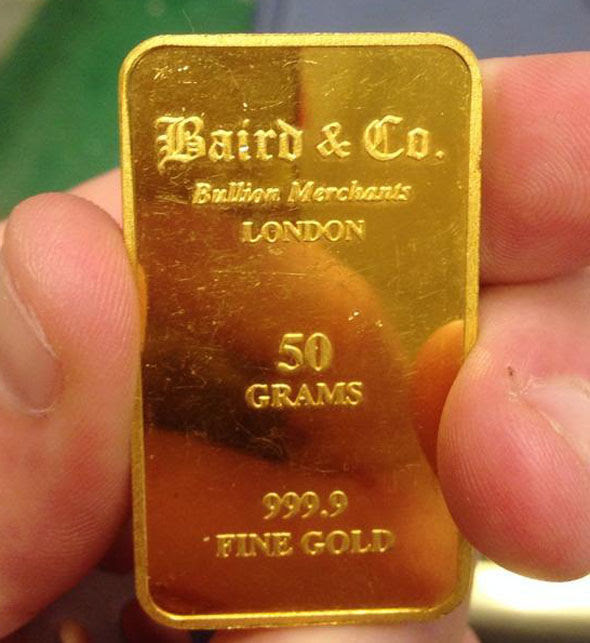 Baird & Co.
Bullion Merchants
LONDON
50
GRAMS
999.9
FINE GOLD